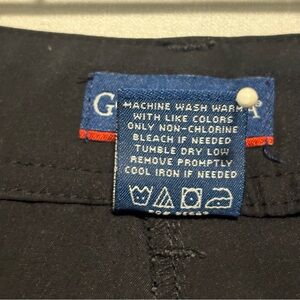 G
MACHINE WASH WARM
WITH LIKE COLORS
ONLY NON-CHLORINE
BLEACH IF NEEDED
TUMBLE DRY LOW
REMOVE PROMPTLY
COOL IRON IF NEEDED